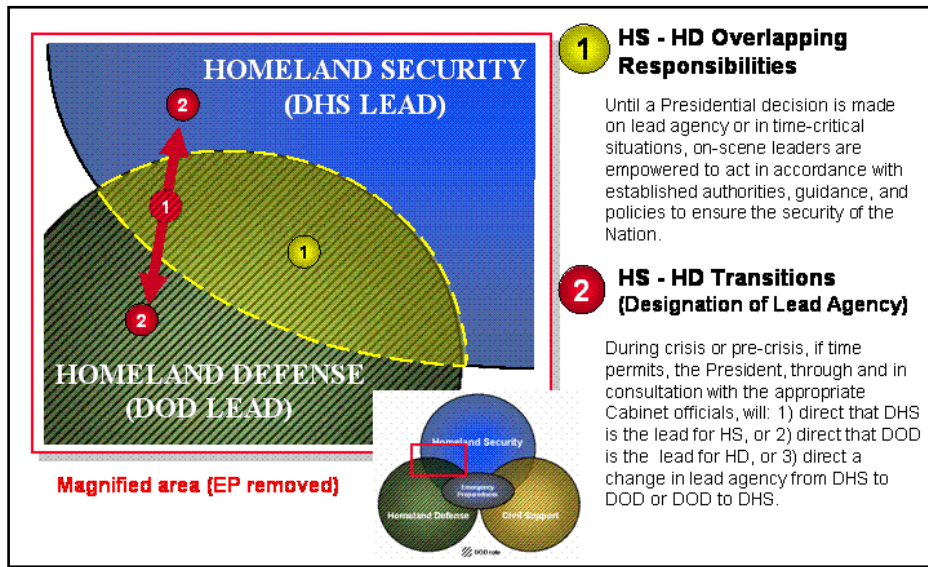 HOMELAND SECURITY
(DHS LEAD)
2
1
1
2
HOMELAND DEFENSE
(DOD LEAD)
Magnified area (EP removed)
Homeland Security
Emergency
Preparedness
Homeland Defense
Civil Support
DOD role
1
HS - HD Overlapping
Responsibilities
Until a Presidential decision is made
on lead agency or in time-critical
situations, on-scene leaders are
empowered to act in accordance with
established authorities, guidance, and
policies to ensure the security of the
Nation.
2
HS - HD Transitions
(Designation of Lead Agency)
During crisis or pre-crisis, if time
permits, the President, through and in
consultation with the appropriate
Cabinet officials, will: 1) direct that DHS
is the lead for HS, or 2) direct that DOD
is the lead for HD, or 3) direct a
change in lead agency from DHS to
DOD or DOD to DHS.